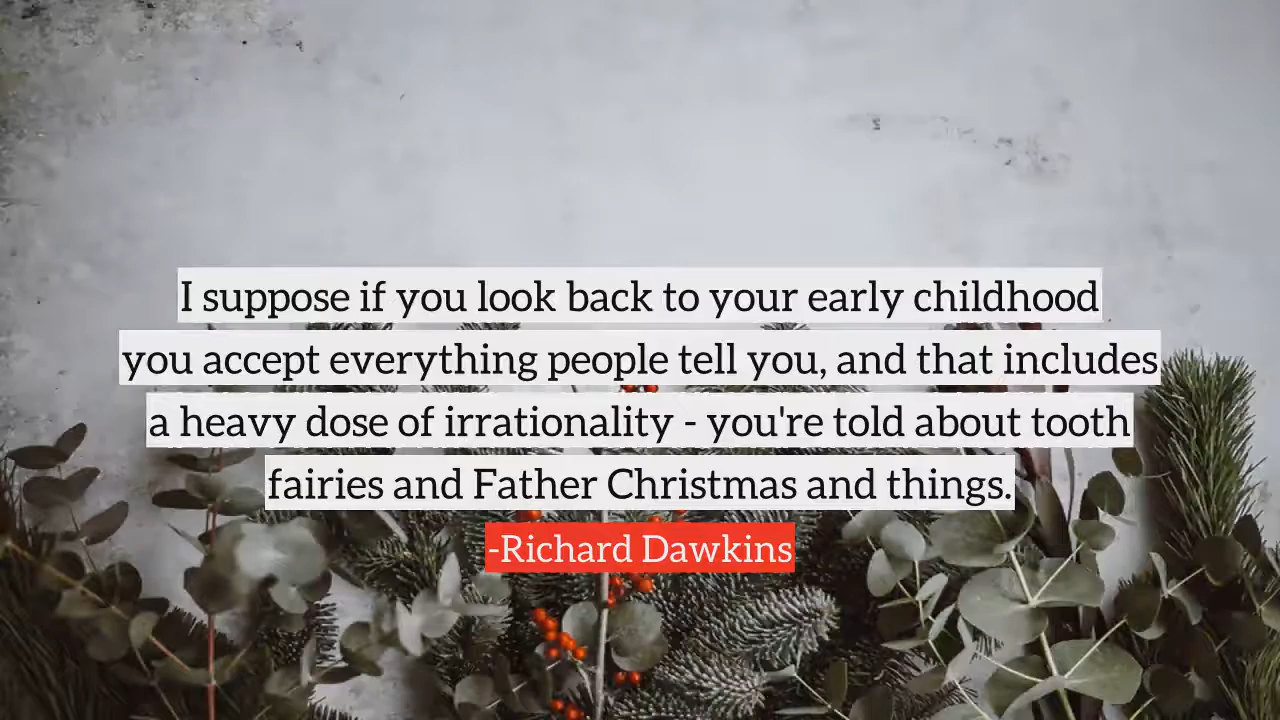 I suppose if you look back to your early childhood
you accept everything people tell you, and that includes
a heavy dose of irrationality - you're told about tooth
fairies and Father Christmas and things.
-Richard Dawkins